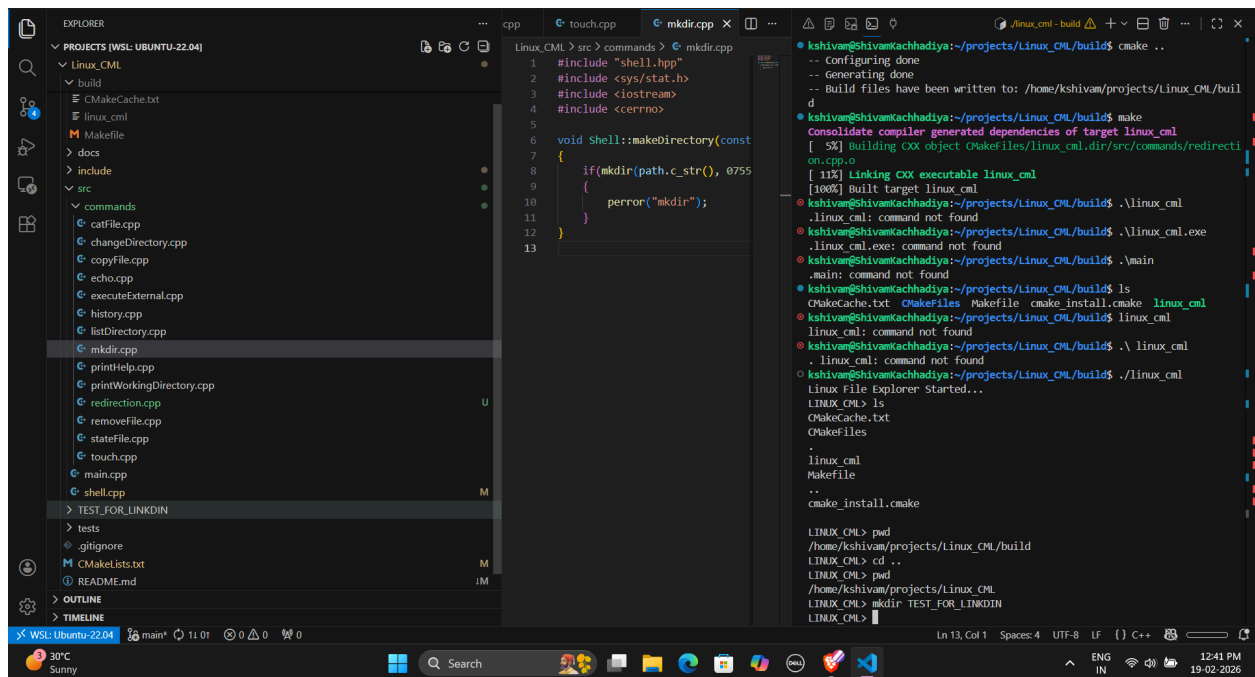 EXPLORER
PROJECTS [WSL: UBUNTU-22.04]
Linux_CML
build
CMakeCache.txt
linux_cml
Makefile
docs
include
src
commands
catFile.cpp
changeDirectory.cpp
copyFile.cpp
echo.cpp
executeExternal.cpp
history.cpp
listDirectory.cpp
mkdir.cpp
printHelp.cpp
printWorkingDirectory.cpp
redirection.cpp U
removeFile.cpp
stateFile.cpp
touch.cpp
main.cpp
shell.cpp M
TEST_FOR_LINKDIN
tests
.gitignore
CMakeLists.txt M
README.md ↓M
OUTLINE
TIMELINE
4
cpp touch.cpp mkdir.cpp
Linux_CML > src > commands > mkdir.cpp
1 #include "shell.hpp"
2 #include <sys/stat.h>
3 #include <iostream>
4 #include <cerrno>
5
6 void Shell::makeDirectory(const
7 {
8 if(mkdir(path.c_str(), 0755
9 {
10 perror("mkdir");
11 }
12 }
13
./linux_cml - build
kshivam@ShivamKachhadiya:~/projects/Linux_CML/build$ cmake ..
-- Configuring done
-- Generating done
-- Build files have been written to: /home/kshivam/projects/Linux_CML/buil
d
kshivam@ShivamKachhadiya:~/projects/Linux_CML/build$ make
Consolidate compiler generated dependencies of target linux_cml
[  5%] Building CXX object CMakeFiles/linux_cml.dir/src/commands/redirecti
on.cpp.o
[ 11%] Linking CXX executable linux_cml
[100%] Built target linux_cml
kshivam@ShivamKachhadiya:~/projects/Linux_CML/build$ .\linux_cml
.linux_cml: command not found
kshivam@ShivamKachhadiya:~/projects/Linux_CML/build$ .\linux_cml.exe
.linux_cml.exe: command not found
kshivam@ShivamKachhadiya:~/projects/Linux_CML/build$ .\main
.main: command not found
kshivam@ShivamKachhadiya:~/projects/Linux_CML/build$ ls
CMakeCache.txt CMakeFiles Makefile cmake_install.cmake linux_cml
kshivam@ShivamKachhadiya:~/projects/Linux_CML/build$ linux_cml
linux_cml: command not found
kshivam@ShivamKachhadiya:~/projects/Linux_CML/build$ .\ linux_cml
. linux_cml: command not found
kshivam@ShivamKachhadiya:~/projects/Linux_CML/build$ ./linux_cml
Linux File Explorer Started...
LINUX_CML> ls
CMakeCache.txt
CMakeFiles
.
linux_cml
Makefile
..
cmake_install.cmake
LINUX_CML> pwd
/home/kshivam/projects/Linux_CML/build
LINUX_CML> cd ..
LINUX_CML> pwd
/home/kshivam/projects/Linux_CML
LINUX_CML> mkdir TEST_FOR_LINKDIN
LINUX_CML>
WSL: Ubuntu-22.04 main* 1↓ 0↑ 0 0 0 Ln 13, Col 1 Spaces: 4 UTF-8 LF {} C++
3 30°C
Sunny
Search
DELL
ENG
IN
12:41 PM
19-02-2026